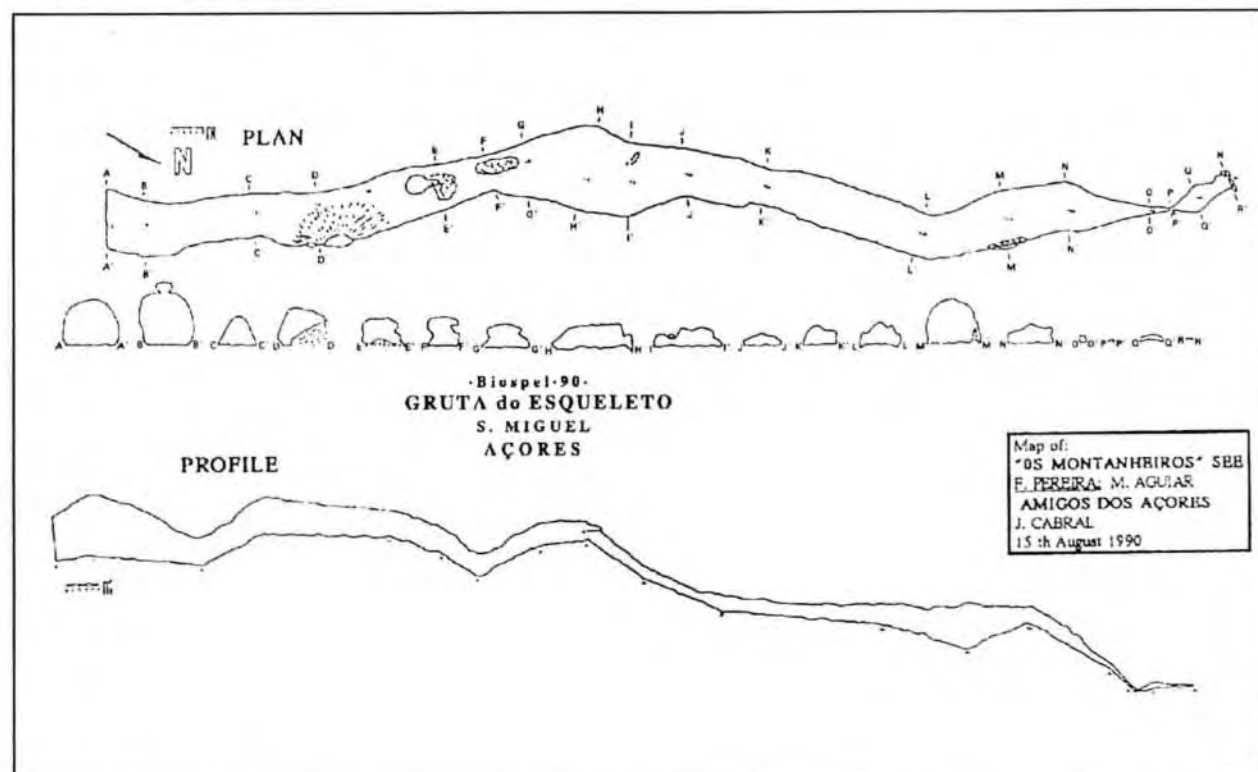 PLAN
N
A B C D E F G H I J K L M N O P Q R
A' B' C D E' F' G' H' I' J K' L' M N O P' Q' R'
A A' B B' C C' D D E E' F F' G G' H H I I' J J K K' L L M M N N' O O' P P' Q Q' R R
·Biospel·90·
GRUTA do ESQUELETO
S. MIGUEL
AÇORES
PROFILE
Map of:
"OS MONTANHEIROS" SEE
F. PEREIRA; M. AGUIAR
AMIGOS DOS AÇORES
J. CABRAL
15 th August 1990